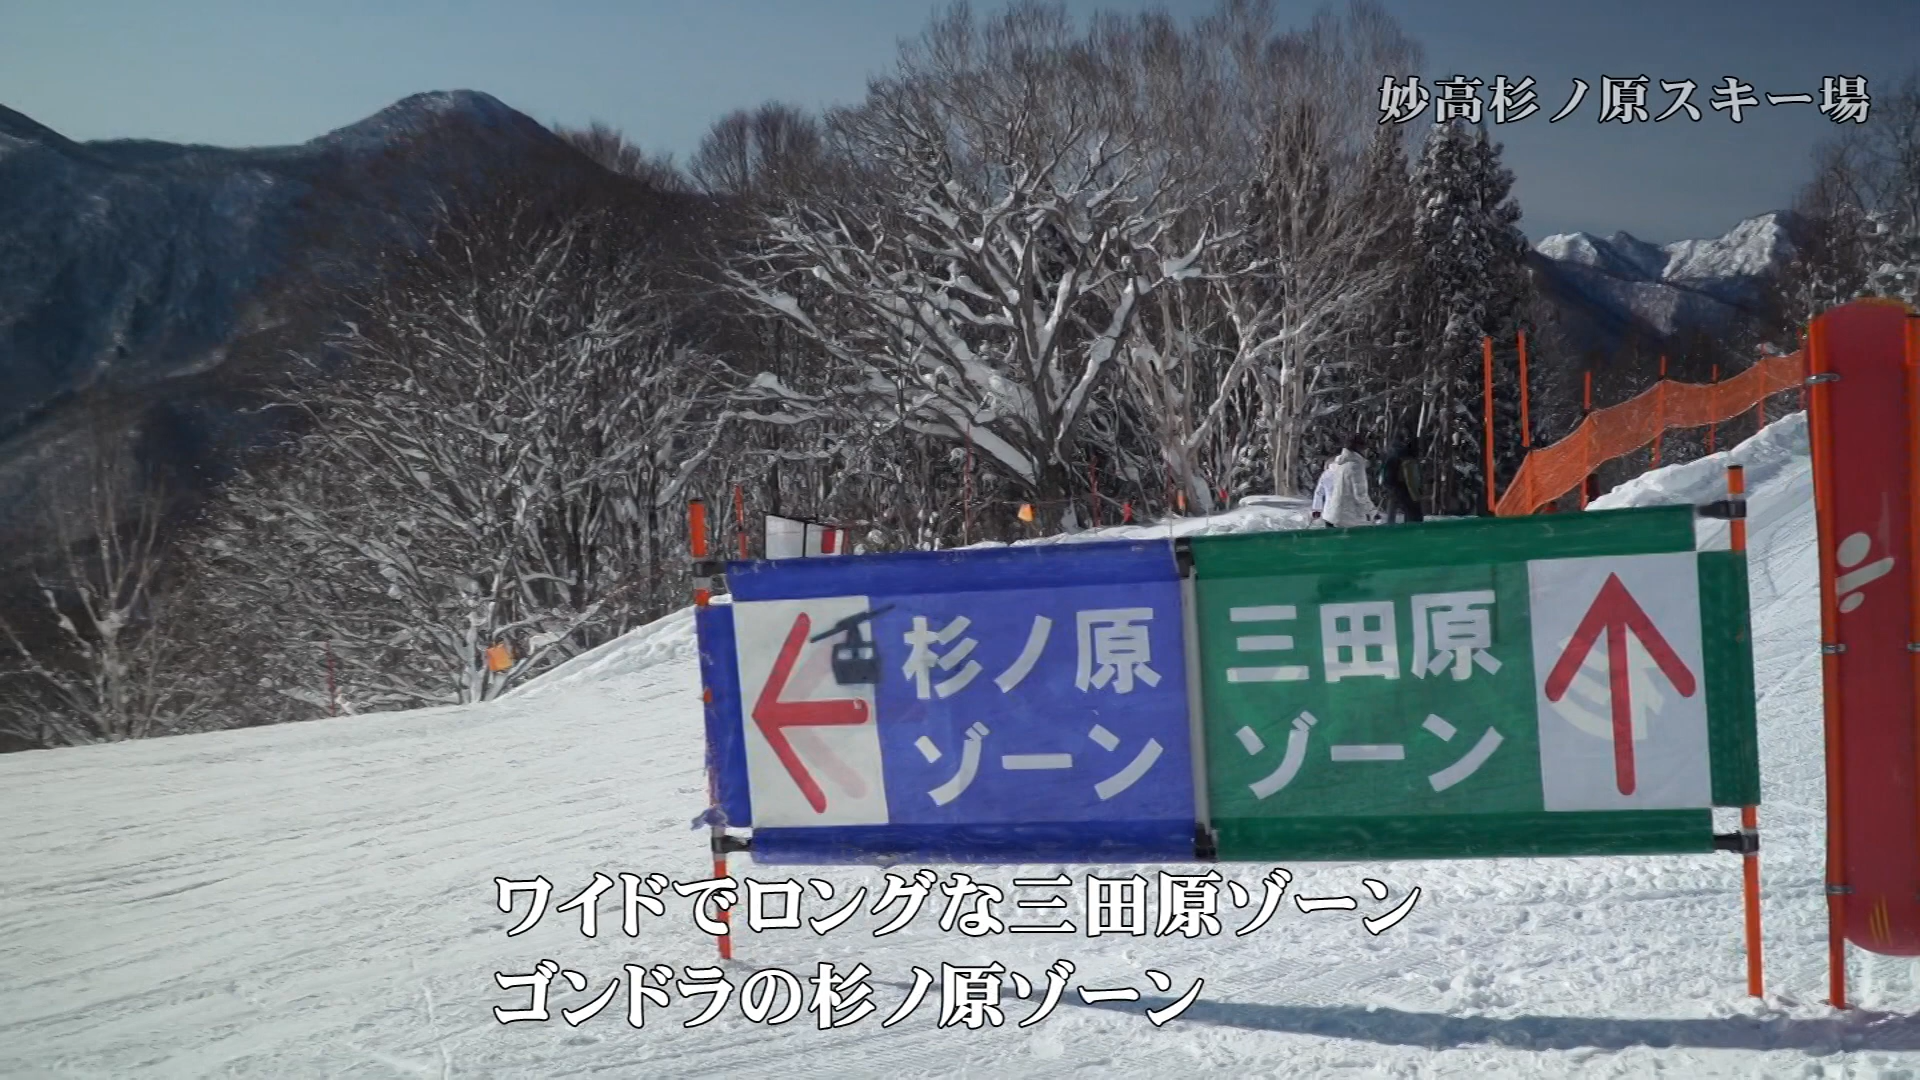 妙高杉ノ原スキー場
杉ノ原
ゾーン
三田原
ゾーン
ワイドでロングな三田原ゾーン
ゴンドラの杉ノ原ゾーン